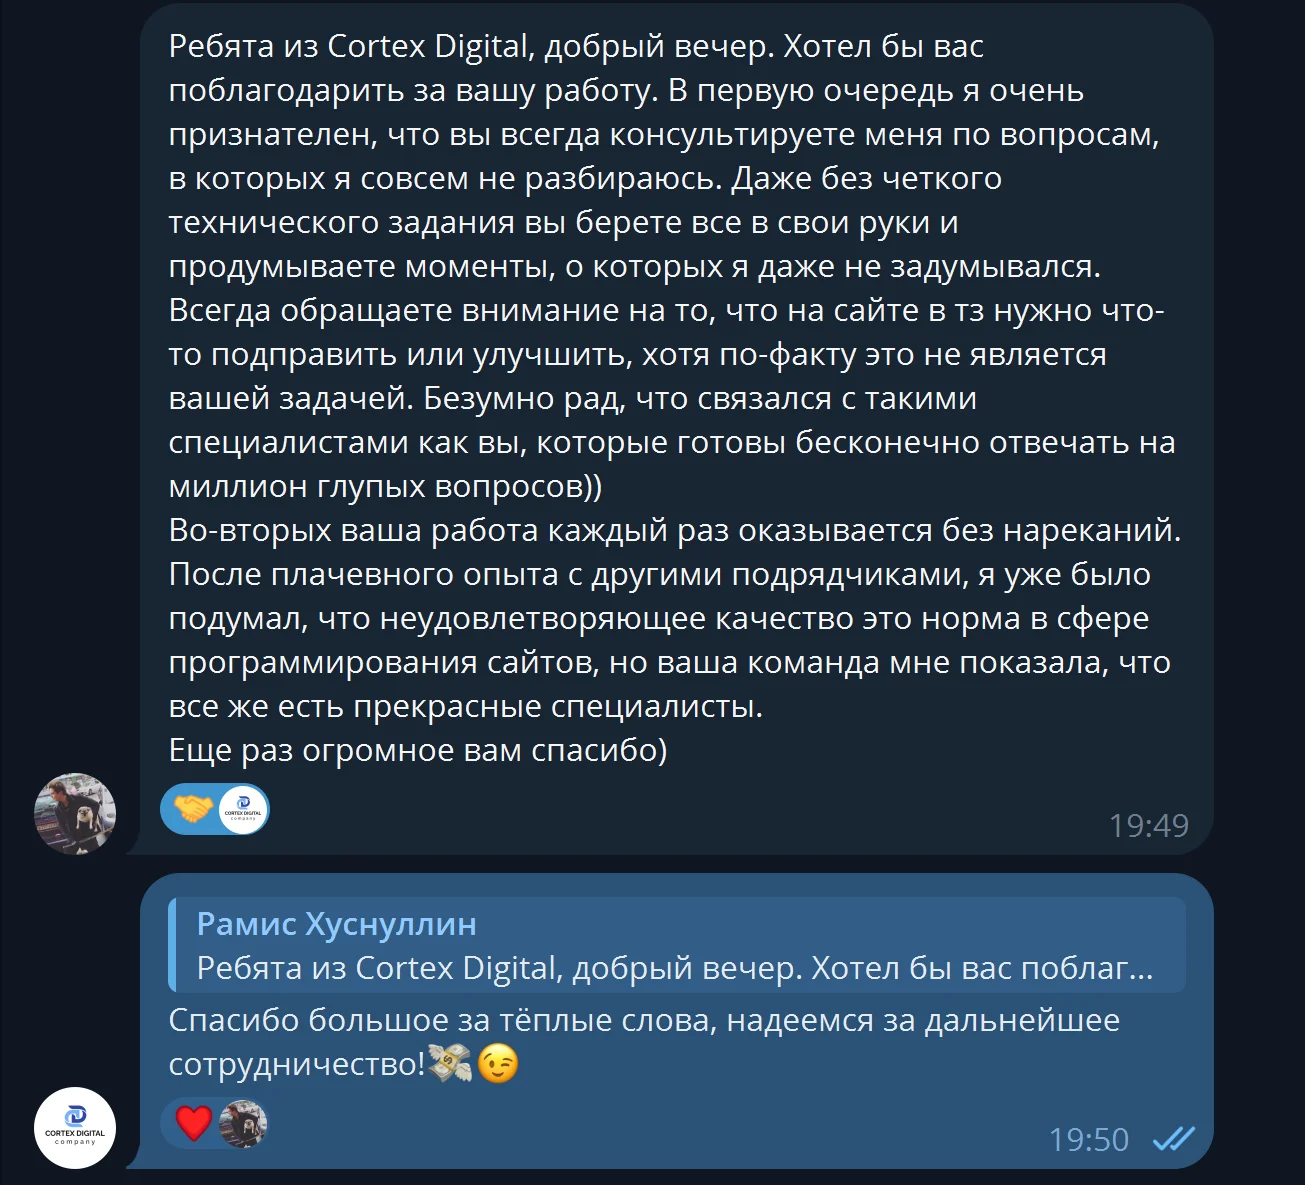 Ребята из Cortex Digital, добрый вечер. Хотел бы вас
поблагодарить за вашу работу. В первую очередь я очень
признателен, что вы всегда консультируете меня по вопросам,
в которых я совсем не разбираюсь. Даже без четкого
технического задания вы берете все в свои руки и
продумываете моменты, о которых я даже не задумывался.
Всегда обращаете внимание на то, что на сайте в тз нужно что-
то подправить или улучшить, хотя по-факту это не является
вашей задачей. Безумно рад, что связался с такими
специалистами как вы, которые готовы бесконечно отвечать на
миллион глупых вопросов))
Во-вторых ваша работа каждый раз оказывается без нареканий.
После плачевного опыта с другими подрядчиками, я уже было
подумал, что неудовлетворяющее качество это норма в сфере
программирования сайтов, но ваша команда мне показала, что
все же есть прекрасные специалисты.
Еще раз огромное вам спасибо)
CORTEX DIGITAL
company
19:49
Рамис Хуснуллин
Ребята из Cortex Digital, добрый вечер. Хотел бы вас поблаг...
Спасибо большое за тёплые слова, надеемся за дальнейшее
сотрудничество!💸😉
CORTEX DIGITAL
company
19:50